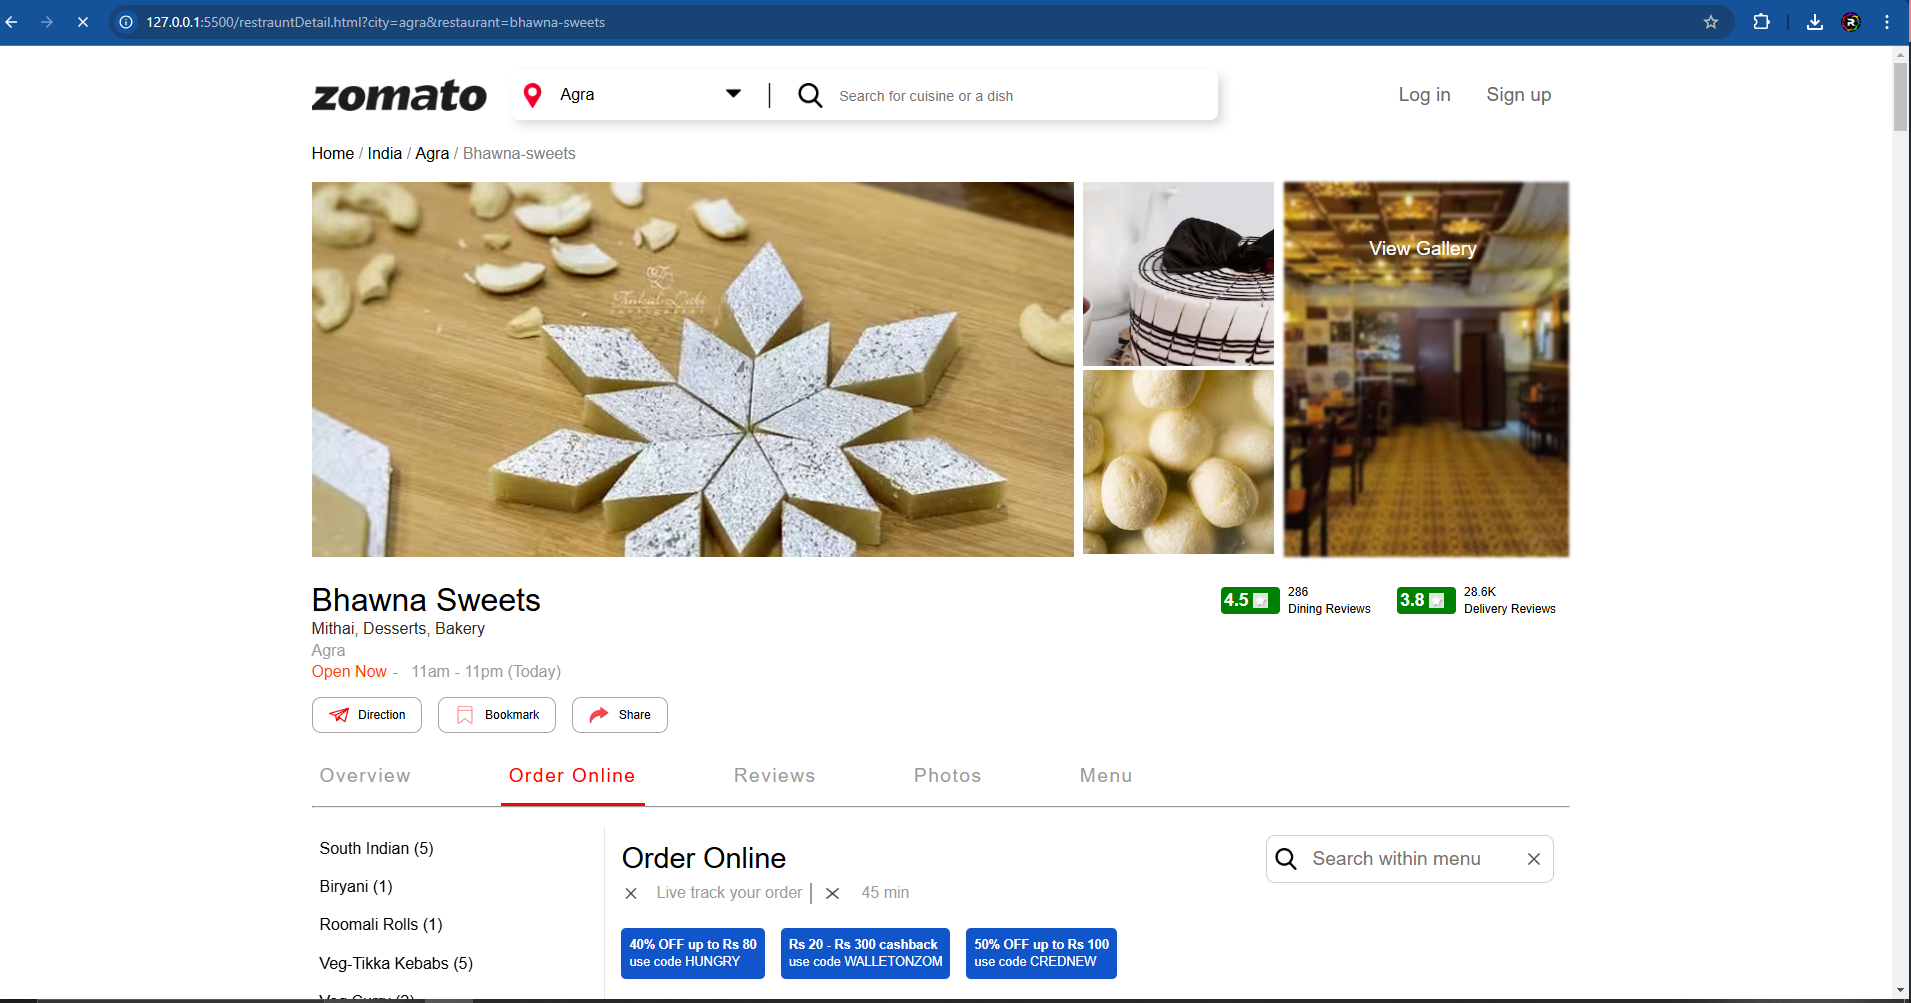 127.0.0.1:5500/restrauntDetail.html?city=agra&restaurant=bhawna-sweets
zomato
Agra
Search for cuisine or a dish
Log in
Sign up
Home / India / Agra / Bhawna-sweets
View Gallery
Bhawna Sweets
4.5
286
Dining Reviews
3.8
28.6K
Delivery Reviews
Mithai, Desserts, Bakery
Agra
Open Now - 11am - 11pm (Today)
Direction
Bookmark
Share
Overview
Order Online
Reviews
Photos
Menu
South Indian (5)
Biryani (1)
Roomali Rolls (1)
Veg-Tikka Kebabs (5)
Order Online
Search within menu
Live track your order
45 min
40% OFF up to Rs 80
use code HUNGRY
Rs 20 - Rs 300 cashback
use code WALLETONZOM
50% OFF up to Rs 100
use code CREDNEW